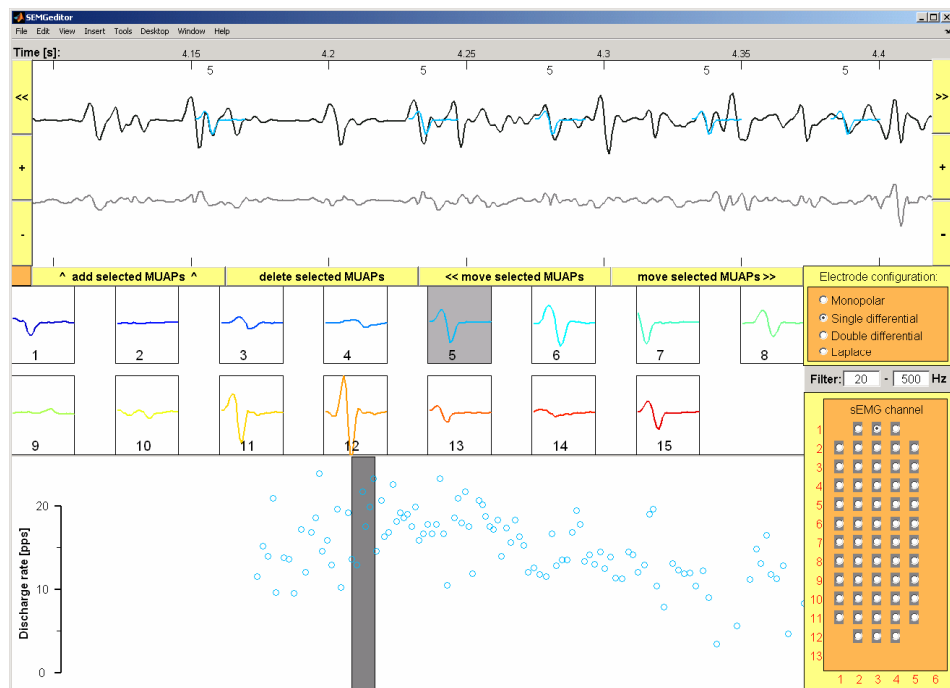 SEMGeditor
File Edit View Insert Tools Desktop Window Help
Time [s]: 4.15 4.2 4.25 4.3 4.35 4.4
5 5 5 5 5
<< >>
+ +
- -
^ add selected MUAPs ^ delete selected MUAPs << move selected MUAPs move selected MUAPs >>
1 2 3 4 5 6 7 8
9 10 11 12 13 14 15
Electrode configuration:
Monopolar
Single differential
Double differential
Laplace
Filter: 20 - 500 Hz
sEMG channel
1
2
3
4
5
6
7
8
9
10
11
12
13
1 2 3 4 5 6
Discharge rate [pps]
20
10
0